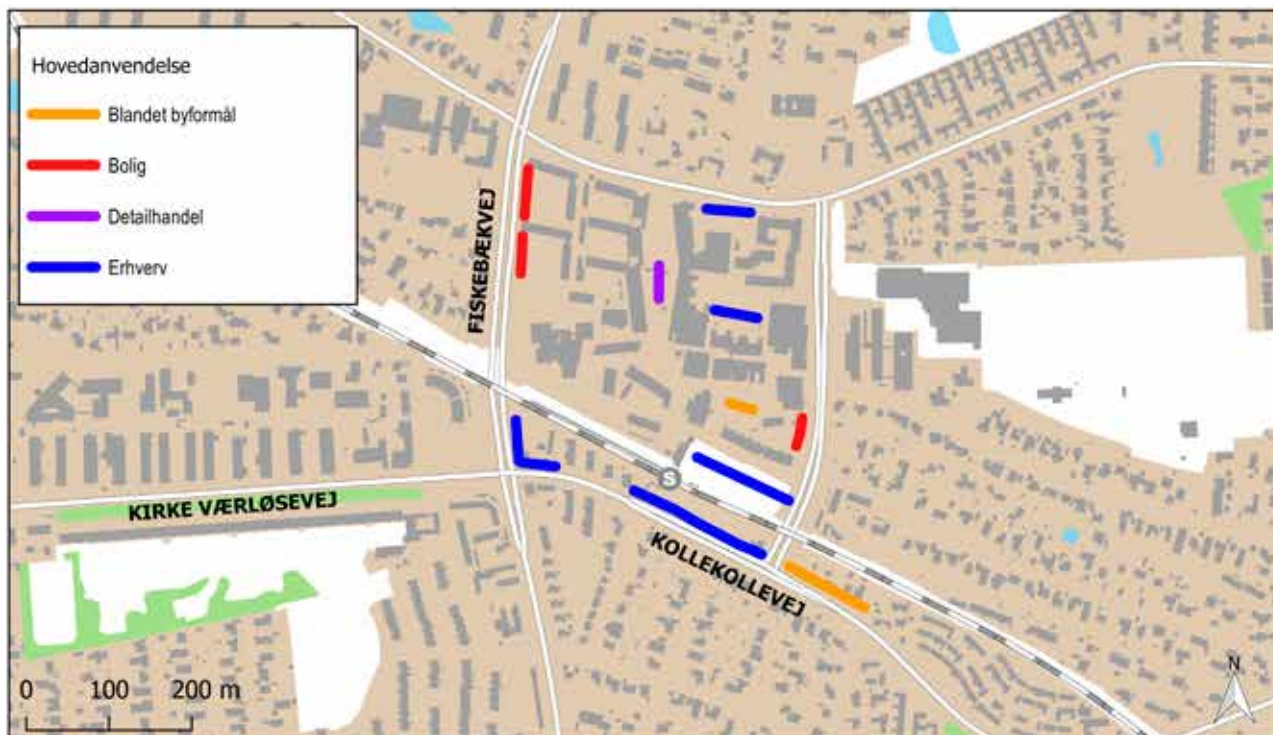 Hovedanvendelse
Blandet byformål
Bolig
Detailhandel
Erhverv
FISKEBÆKVEJ
S
KIRKE VÆRLØSEVEJ
KOLLEKOLLEVEJ
0 100 200 m
N